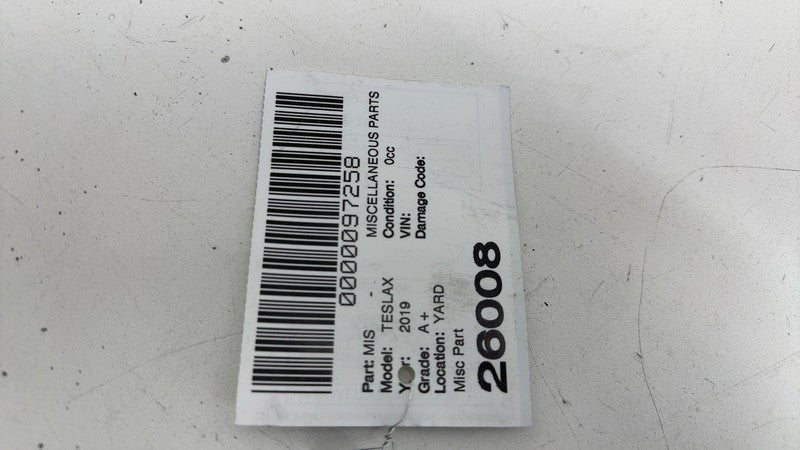 0000097258
Part: MIS - MISCELLANEOUS PARTS
Model: TESLAX Condition: 0cc
Y r: 2019 VIN:
Grade: A+ Damage Code:
Location: YARD
Misc Part
26008